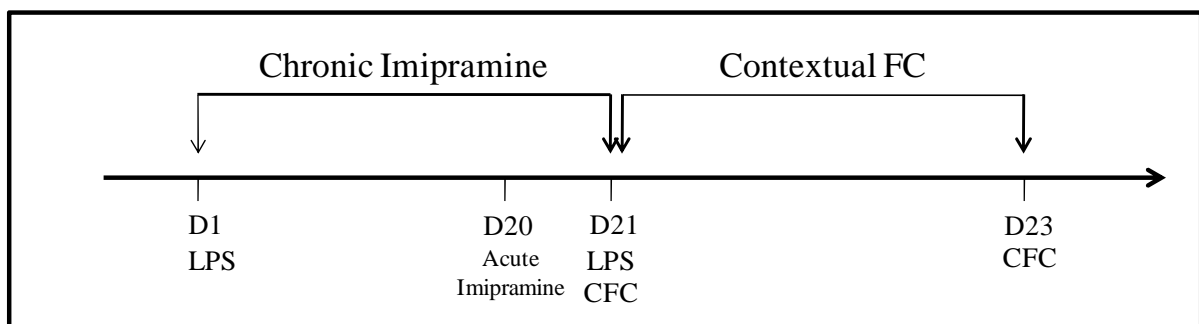 Chronic Imipramine
Contextual FC
D1
LPS
D20
Acute
Imipramine
D21
LPS
CFC
D23
CFC